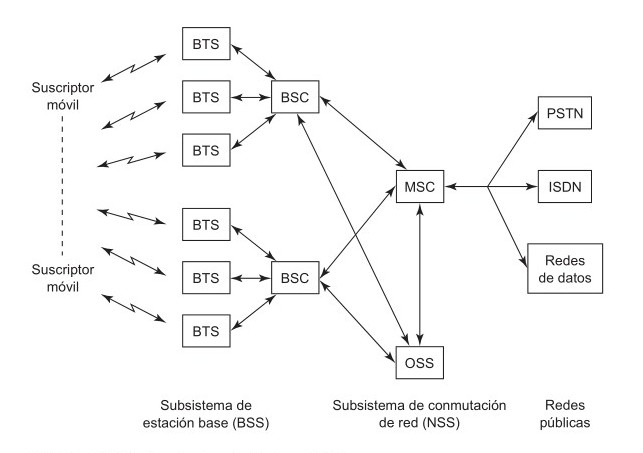 BTS
Suscriptor
móvil
BTS
BSC
PSTN
BTS
MSC
ISDN
BTS
Redes
de datos
Suscriptor
móvil
BTS
BSC
BTS
OSS
Subsistema de
estación base (BSS)
Subsistema de conmutación
de red (NSS)
Redes
públicas